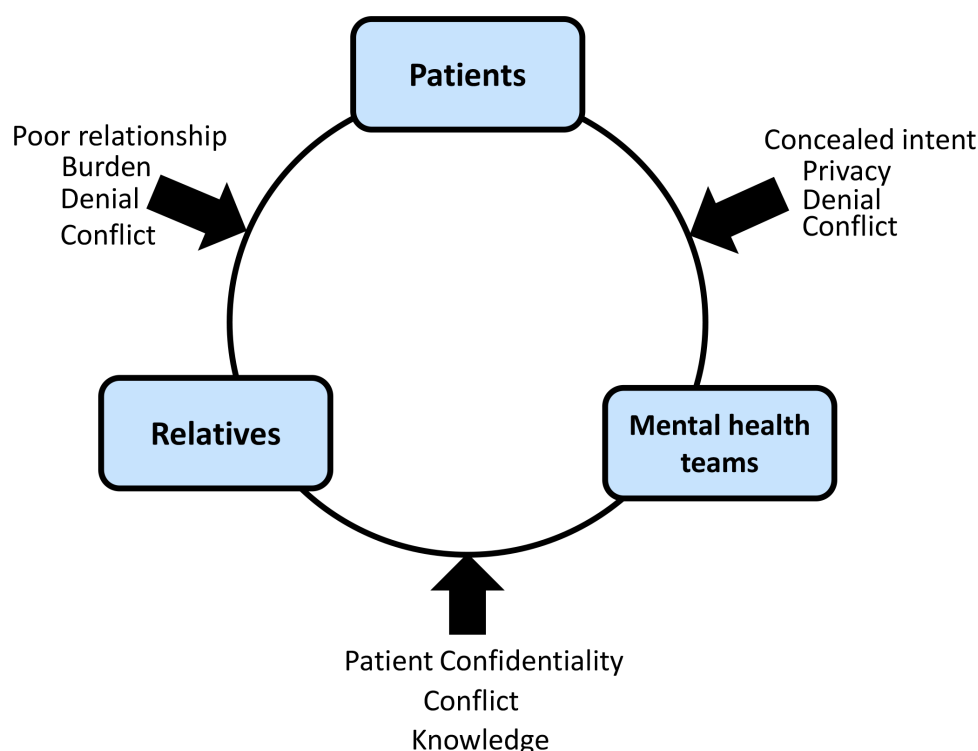 Patients
Poor relationship
Burden
Denial
Conflict
Concealed intent
Privacy
Denial
Conflict
Relatives
Mental health
teams
Patient Confidentiality
Conflict
Knowledge